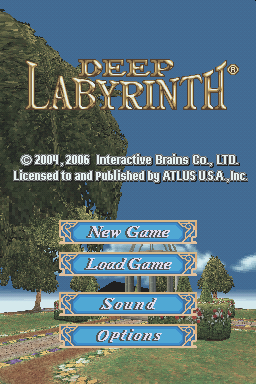 DEEP
LABYRINTH®
© 2004, 2006 Interactive Brains Co., LTD.
Licensed to and Published by ATLUS U.S.A.,Inc.
New Game
Load Game
Sound
Options